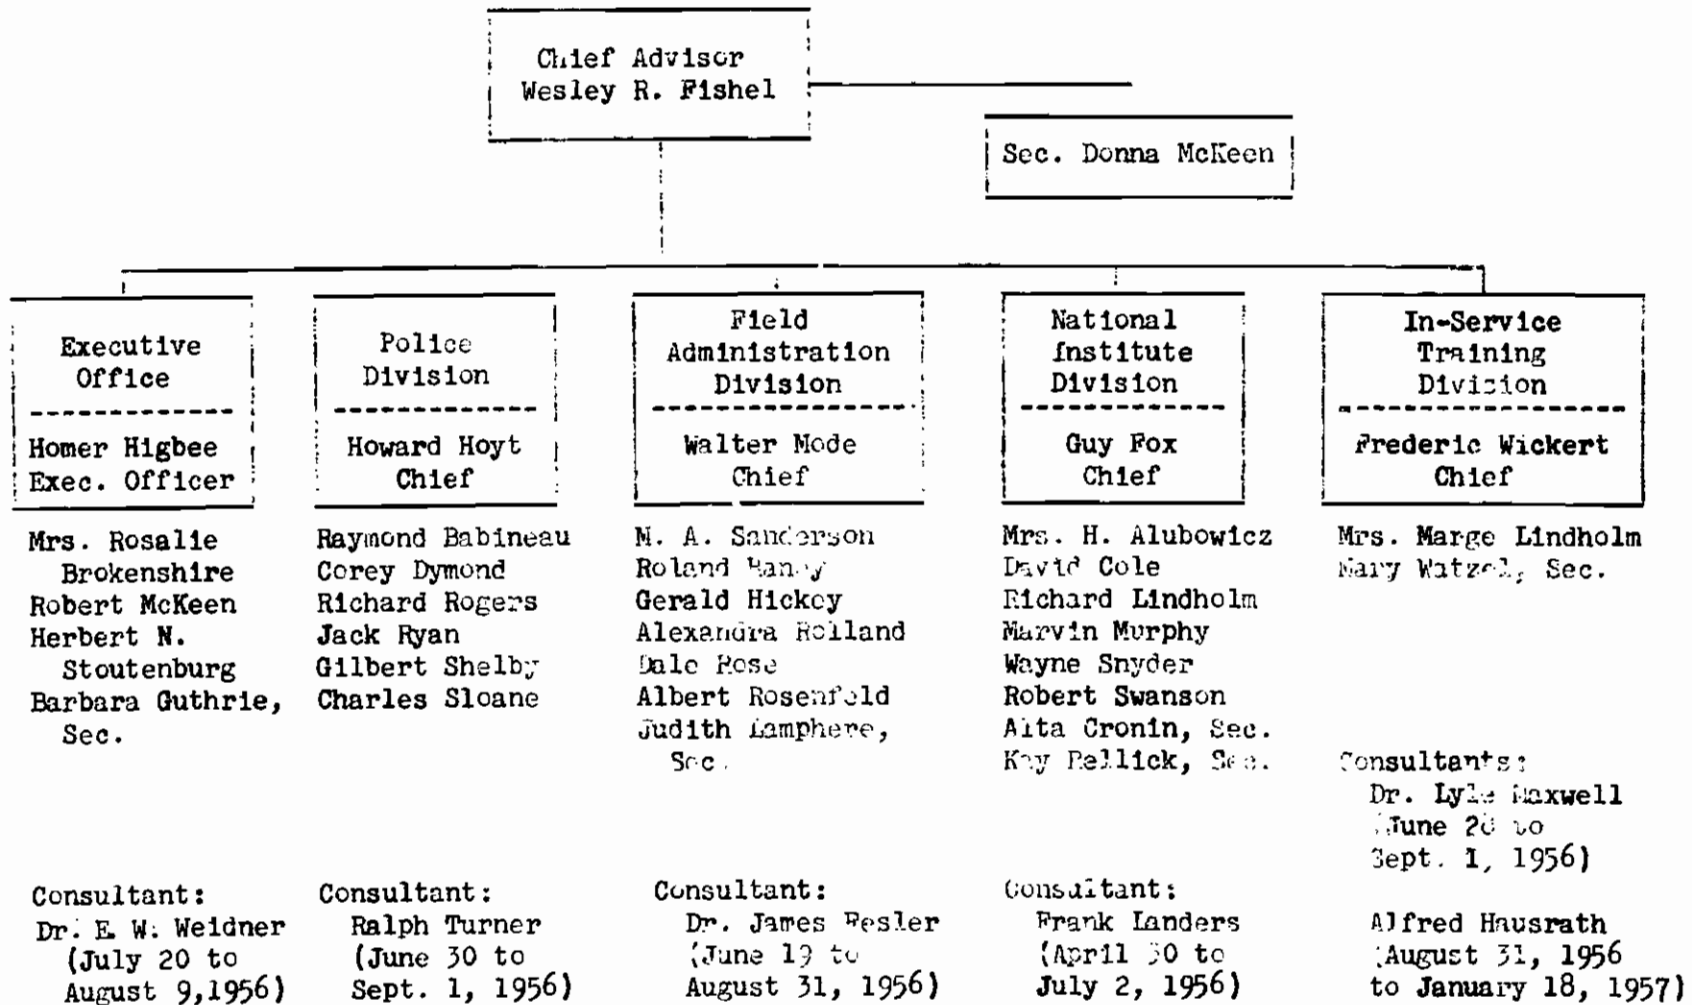 Chief Advisor
Wesley R. Fishel
Sec. Donna McKeen
Executive
Office
Homer Higbee
Exec. Officer
Mrs. Rosalie
Brokenshire
Robert McKeen
Herbert N.
Stoutenburg
Barbara Guthrie,
Sec.
Consultant:
Dr. E. W. Weidner
(July 20 to
August 9,1956)
Police
Division
Howard Hoyt
Chief
Raymond Babineau
Corey Dymond
Richard Rogers
Jack Ryan
Gilbert Shelby
Charles Sloane
Consultant:
Ralph Turner
(June 30 to
Sept. 1, 1956)
Field
Administration
Division
Walter Mode
Chief
M. A. Sanderson
Roland Haney
Gerald Hickey
Alexandra Rolland
Dale Rose
Albert Rosenfeld
Judith Lamphere,
Sec.
Consultant:
Dr. James Fesler
(June 19 to
August 31, 1956)
National
Institute
Division
Guy Fox
Chief
Mrs. H. Alubowicz
David Cole
Richard Lindholm
Marvin Murphy
Wayne Snyder
Robert Swanson
Alta Cronin, Sec.
Kay Rellick, Sec.
Consultant:
Frank Landers
(April 30 to
July 2, 1956)
In-Service
Training
Division
Frederic Wickert
Chief
Mrs. Marge Lindholm
Mary Watzel, Sec.
Consultants:
Dr. Lyle Maxwell
(June to
Sept. 1, 1956)
Alfred Hausrath
(August 31, 1956
to January 18, 1957)